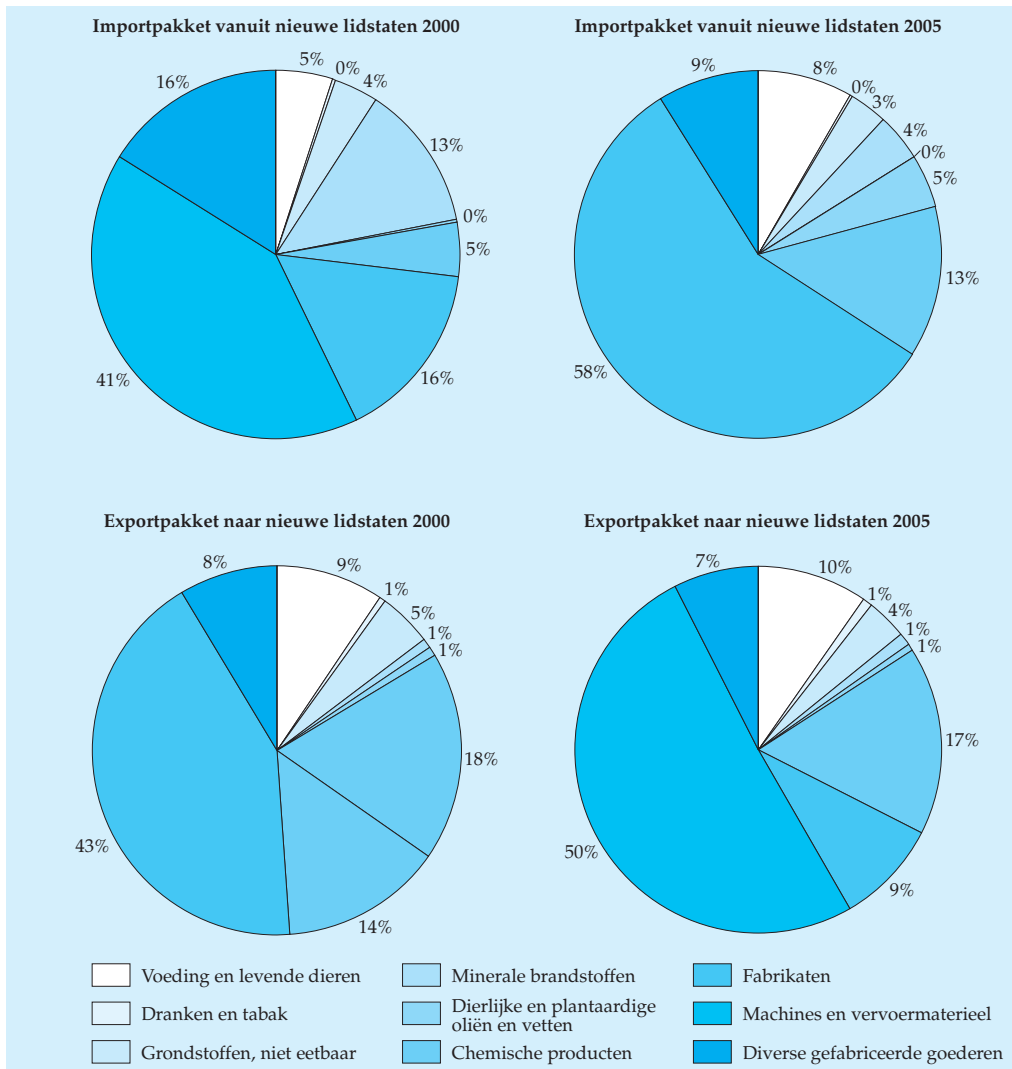 Importpakket vanuit nieuwe lidstaten 2000
5%
0%
4%
13%
0%
5%
16%
41%
16%
Importpakket vanuit nieuwe lidstaten 2005
8%
0%
3%
4%
0%
5%
13%
58%
9%
Exportpakket naar nieuwe lidstaten 2000
9%
1%
5%
1%
1%
18%
14%
43%
8%
Exportpakket naar nieuwe lidstaten 2005
10%
1%
4%
1%
1%
17%
9%
50%
7%
Voeding en levende dieren
Dranken en tabak
Grondstoffen, niet eetbaar
Minerale brandstoffen
Dierlijke en plantaardige
oliën en vetten
Chemische producten
Fabrikaten
Machines en vervoermaterieel
Diverse gefabriceerde goederen